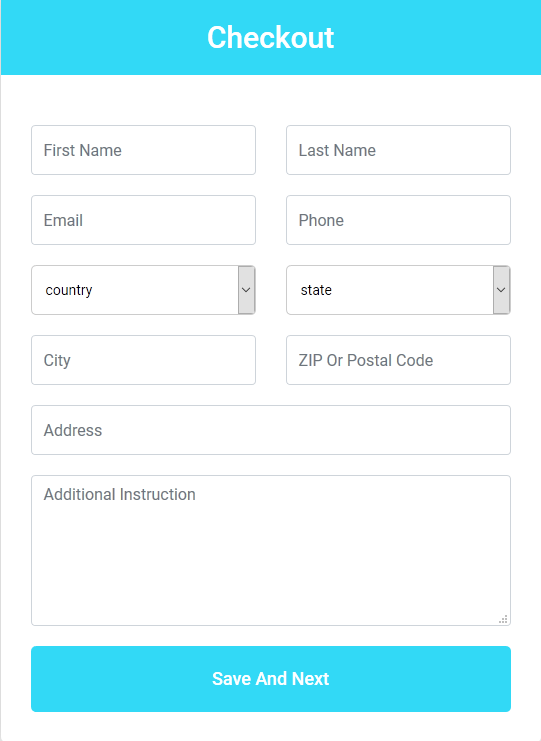 Checkout
First Name
Last Name
Email
Phone
country
state
City
ZIP Or Postal Code
Address
Additional Instruction
Save And Next